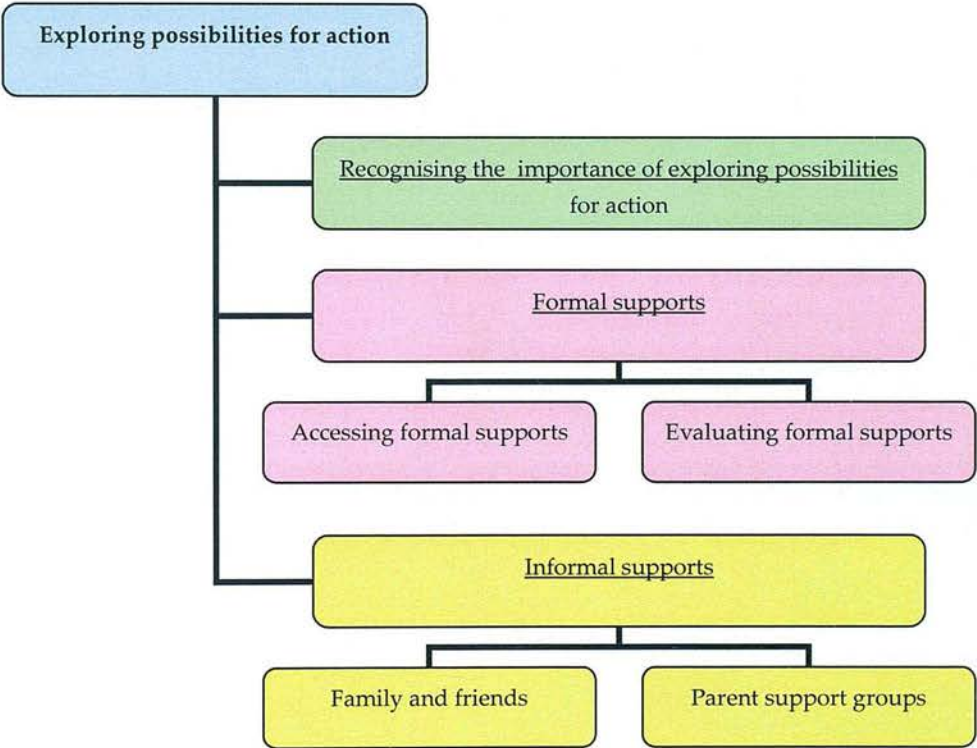 Exploring possibilities for action
Recognising the importance of exploring possibilities
for action
Formal supports
Accessing formal supports
Evaluating formal supports
Informal supports
Family and friends
Parent support groups